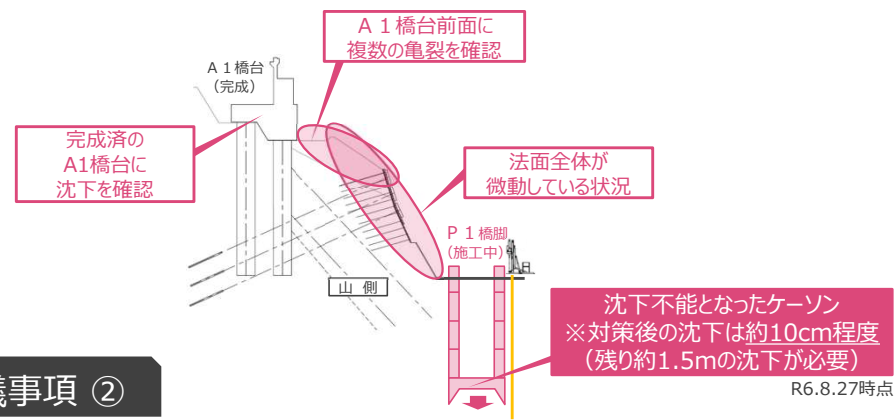 A１橋台前面に
複数の亀裂を確認
A１橋台
（完成）
完成済の
A1橋台に
沈下を確認
法面全体が
微動している状況
P１橋脚
（施工中）
山 側
沈下不能となったケーソン
※対策後の沈下は約10cm程度
（残り約1.5mの沈下が必要）
R6.8.27時点
事項 ②